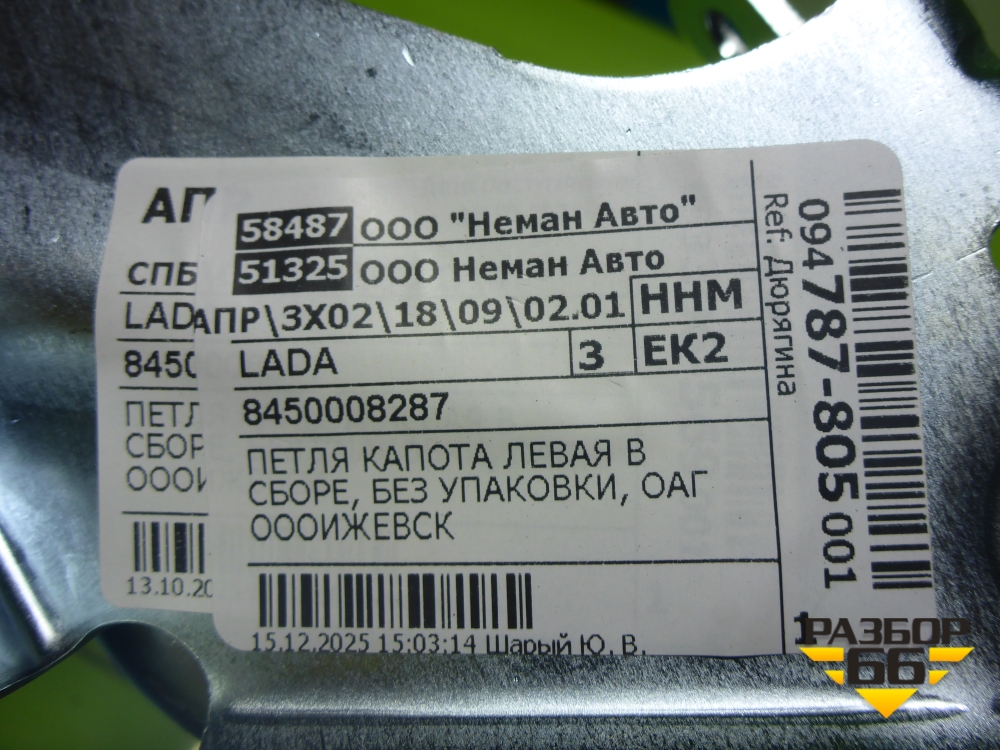 АП
СПБ
LAD
8450
ПЕТЛ
СБОР
ОООИ
13.10.20
58487 ООО "Неман Авто"
51325 ООО Неман Авто
АПР\3Х02\18\09\02.01 ННМ
LADA 3 ЕК2
8450008287
ПЕТЛЯ КАПОТА ЛЕВАЯ В
СБОРЕ, БЕЗ УПАКОВКИ, ОАГ
ОООИЖЕВСК
15.12.2025 15:03:14 Шарый Ю. В.
094787-805 001
Ref: Дюрягина
РАЗБОР
66